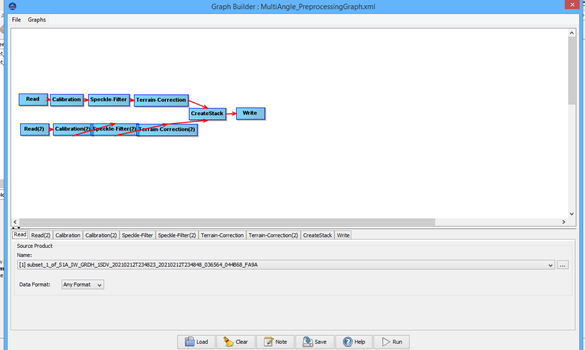 Graph Builder : MultiAngle_PreprocessingGraph.xml
File Graphs
Read Calibration Speckle-Filter Terrain-Correction
CreateStack Write
Read(2) Calibration(2) Speckle-Filter(2) Terrain-Correction(2)
Read Read(2) Calibration Calibration(2) Speckle-Filter Speckle-Filter(2) Terrain-Correction Terrain-Correction(2) CreateStack Write
Source Product
Name:
[1] subset_1_of_S1A_IW_GRDH_1SDV_20210212T234823_20210212T234848_036564_044B68_FA9A
...
Data Format: Any Format
Load Clear Note Save Help Run